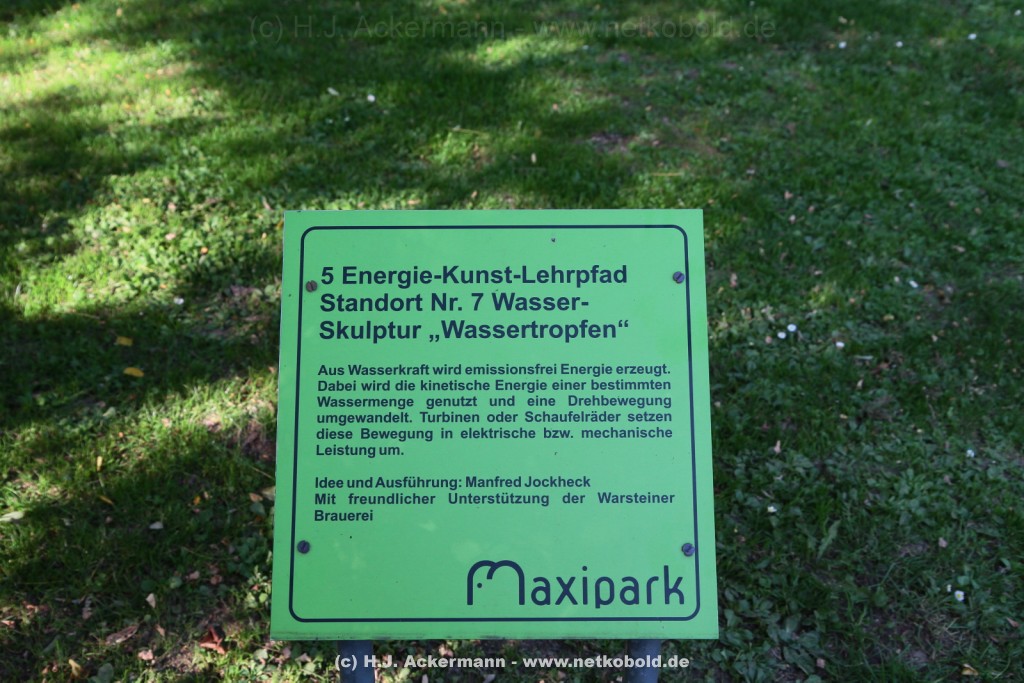 (c) H.J. Ackermann - www.netkobold.de
5 Energie-Kunst-Lehrpfad
Standort Nr. 7 Wasser-
Skulptur „Wassertropfen“
Aus Wasserkraft wird emissionsfrei Energie erzeugt.
Dabei wird die kinetische Energie einer bestimmten
Wassermenge genutzt und eine Drehbewegung
umgewandelt. Turbinen oder Schaufelräder setzen
diese Bewegung in elektrische bzw. mechanische
Leistung um.
Idee und Ausführung: Manfred Jockheck
Mit freundlicher Unterstützung der Warsteiner
Brauerei
Maxipark
(c) H.J. Ackermann - www.netkobold.de